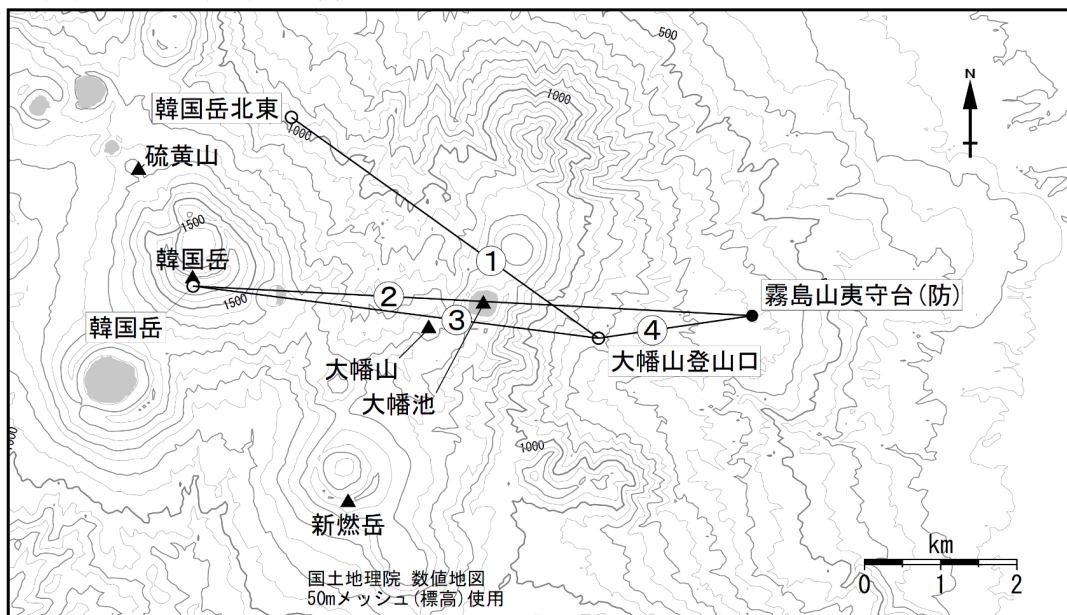 500
N
韓国岳北東
1000
1000
硫黄山
1500
韓国岳
①
②
1500
霧島山夷守台(防)
③
④
韓国岳
大幡山登山口
大幡山
大幡池
1000
新燃岳
km
国土地理院 数値地図
50mメッシュ(標高)使用
0 1 2